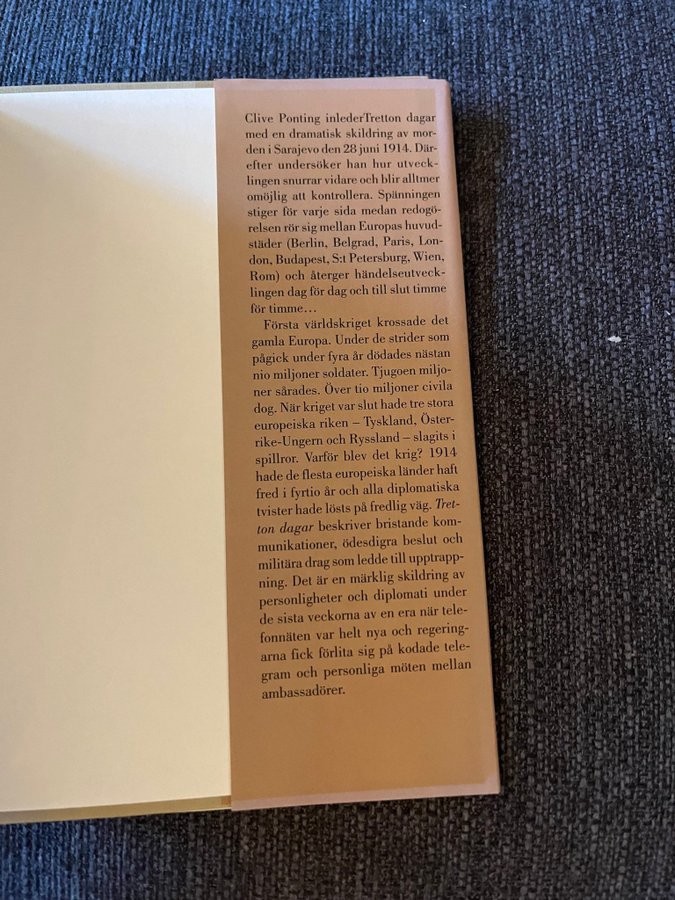 Clive Ponting inlederTretton dagar
med en dramatisk skildring av mor-
den i Sarajevo den 28 juni 1914. Där-
efter undersöker han hur utveck-
lingen snurrar vidare och blir alltmer
omöjlig att kontrollera. Spänningen
stiger för varje sida medan redogö-
relsen rör sig mellan Europas huvud-
städer (Berlin, Belgrad, Paris, Lon-
don, Budapest, S:t Petersburg, Wien,
Rom) och återger händelseutveck-
lingen dag för dag och till slut timme
för timme…
Första världskriget krossade det
gamla Europa. Under de strider som
pågick under fyra år dödades nästan
nio miljoner soldater. Tjugoen miljo-
ner sårades. Över tio miljoner civila
dog. När kriget var slut hade tre stora
europeiska riken – Tyskland, Öster-
rike-Ungern och Ryssland – slagits i
spillror. Varför blev det krig? 1914
hade de flesta europeiska länder haft
fred i fyrtio år och alla diplomatiska
tvister hade lösts på fredlig väg. Tret-
ton dagar beskriver bristande kom-
munikationer, ödesdigra beslut och
militära drag som ledde till upptrapp-
ning. Det är en märklig skildring av
personligheter och diplomati under
de sista veckorna av en era när tele-
fonnäten var helt nya och regering-
arna fick förlita sig på kodade tele-
gram och personliga möten mellan
ambassadörer.